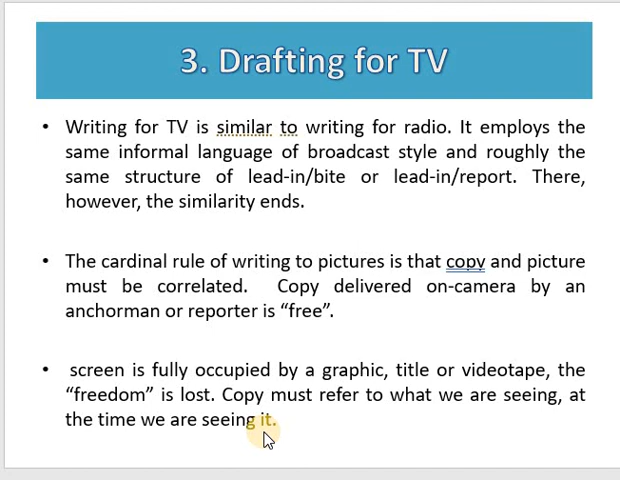 3. Drafting for TV
• Writing for TV is similar to writing for radio. It employs the
same informal language of broadcast style and roughly the
same structure of lead-in/bite or lead-in/report. There,
however, the similarity ends.
• The cardinal rule of writing to pictures is that copy and picture
must be correlated. Copy delivered on-camera by an
anchorman or reporter is “free”.
• screen is fully occupied by a graphic, title or videotape, the
“freedom” is lost. Copy must refer to what we are seeing, at
the time we are seeing it.